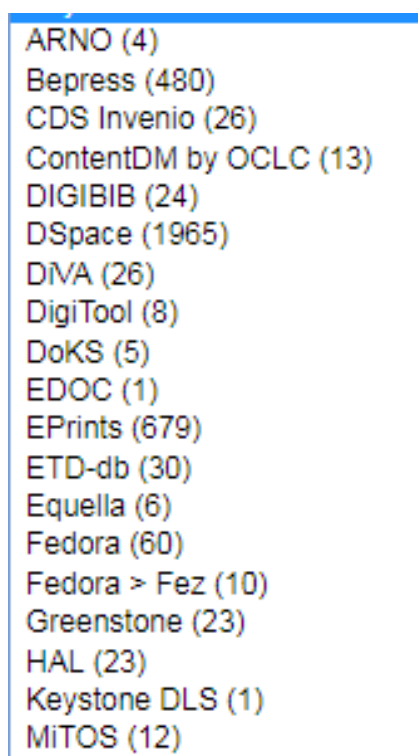 ARNO (4)
Bepress (480)
CDS Invenio (26)
ContentDM by OCLC (13)
DIGIBIB (24)
DSpace (1965)
DiVA (26)
DigiTool (8)
DoKS (5)
EDOC (1)
EPrints (679)
ETD-db (30)
Equella (6)
Fedora (60)
Fedora > Fez (10)
Greenstone (23)
HAL (23)
Keystone DLS (1)
MiTOS (12)